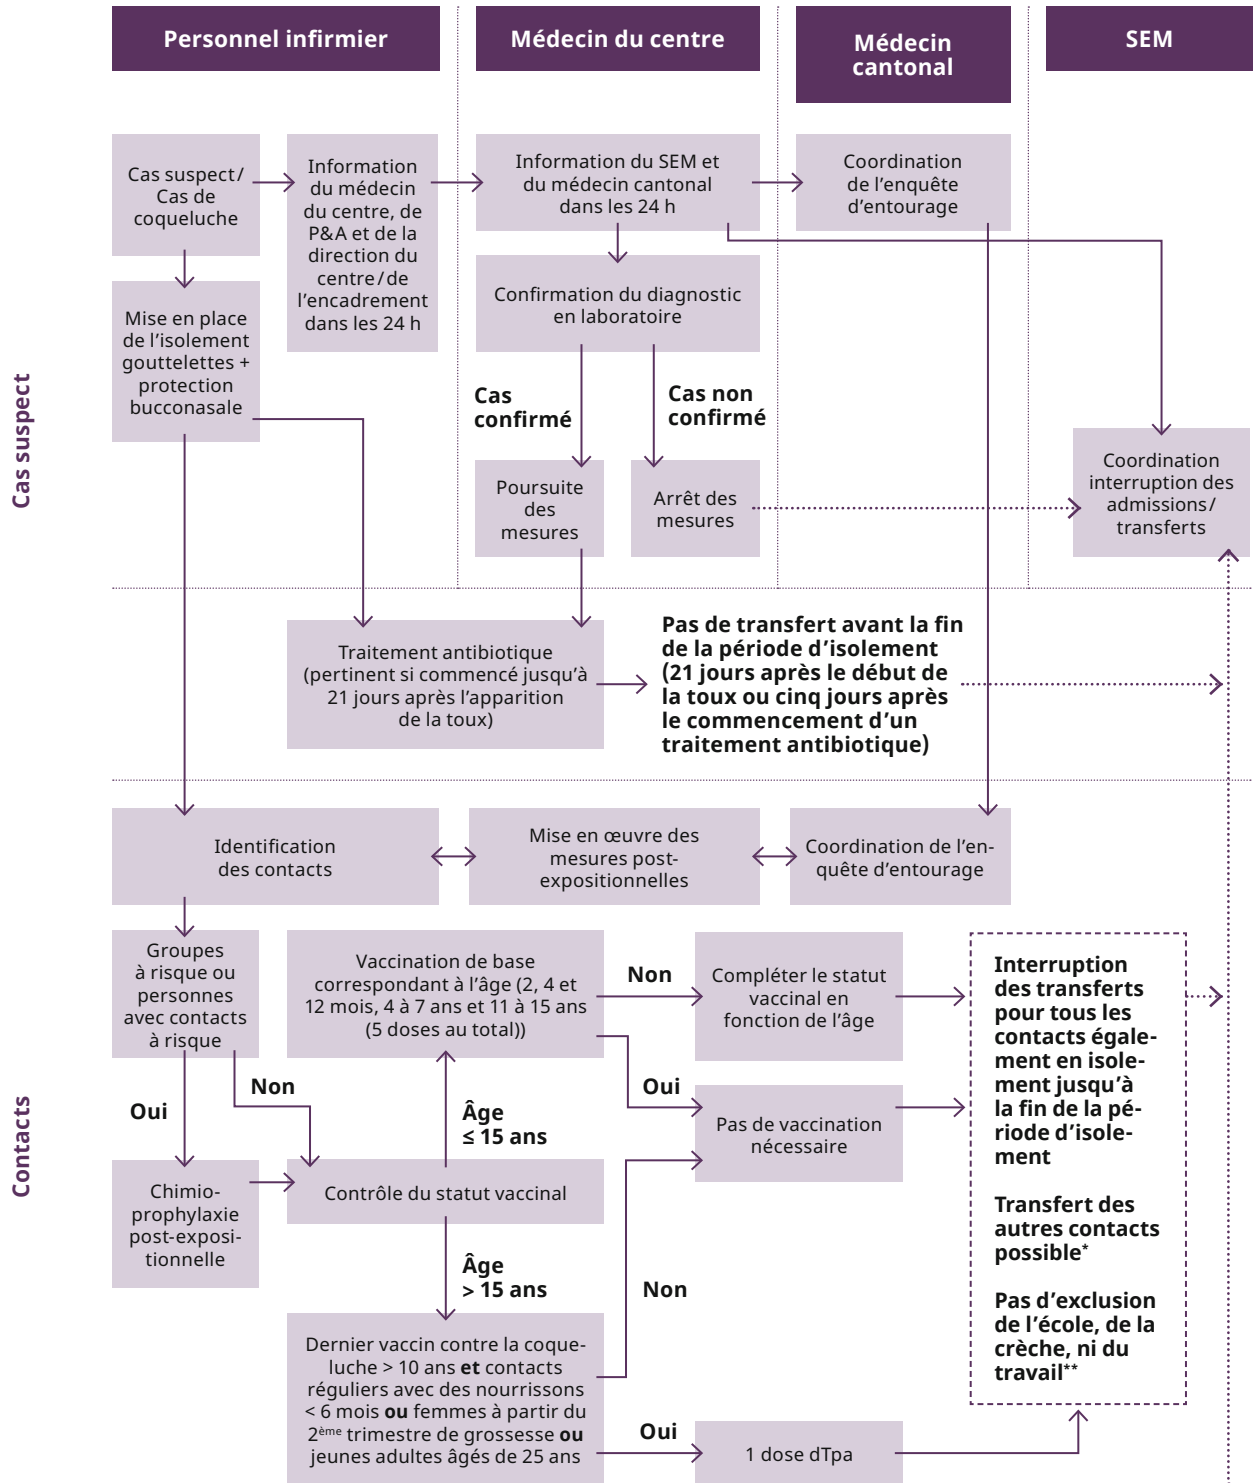 Personnel infirmier
Médecin du centre
Médecin
cantonal
SEM
Cas suspect
Cas suspect /
Cas de
coqueluche
Information
du médecin
du centre, de
P&A et de la
direction du
centre / de
l'encadrement
dans les 24 h
Information du SEM et
du médecin cantonal
dans les 24 h
Coordination
de l'enquête
d'entourage
Mise en place
de l'isolement
gouttelettes +
protection
bucconasale
Confirmation du diagnostic
en laboratoire
Cas
confirmé
Cas non
confirmé
Poursuite
des
mesures
Arrêt des
mesures
Coordination
interruption des
admissions /
transferts
Traitement antibiotique
(pertinent si commencé jusqu'à
21 jours après l'apparition
de la toux)
Pas de transfert avant la fin
de la période d'isolement
(21 jours après le début de
la toux ou cinq jours après
le commencement d'un
traitement antibiotique)
Contacts
Identification
des contacts
Mise en œuvre des
mesures post-
expositionnelles
Coordination de l'en-
quête d'entourage
Groupes
à risque ou
personnes
avec contacts
à risque
Vaccination de base
correspondant à l'âge (2, 4 et
12 mois, 4 à 7 ans et 11 à 15 ans
(5 doses au total))
Non
Compléter le statut
vaccinal en
fonction de l'âge
Interruption
des transferts
pour tous les
contacts égale-
ment en isole-
ment jusqu'à
la fin de la pé-
riode d'isole-
ment
Transfert des
autres contacts
possible*
Pas d'exclusion
de l'école, de la
crèche, ni du
travail**
Oui
Non
Âge
≤ 15 ans
Oui
Pas de vaccination
nécessaire
Chimio-
prophylaxie
post-exposi-
tionnelle
Contrôle du statut vaccinal
Âge
> 15 ans
Non
Dernier vaccin contre la coque-
luche > 10 ans et contacts
réguliers avec des nourrissons
< 6 mois ou femmes à partir du
2ème trimestre de grossesse ou
jeunes adultes âgés de 25 ans
Oui
1 dose dTpa